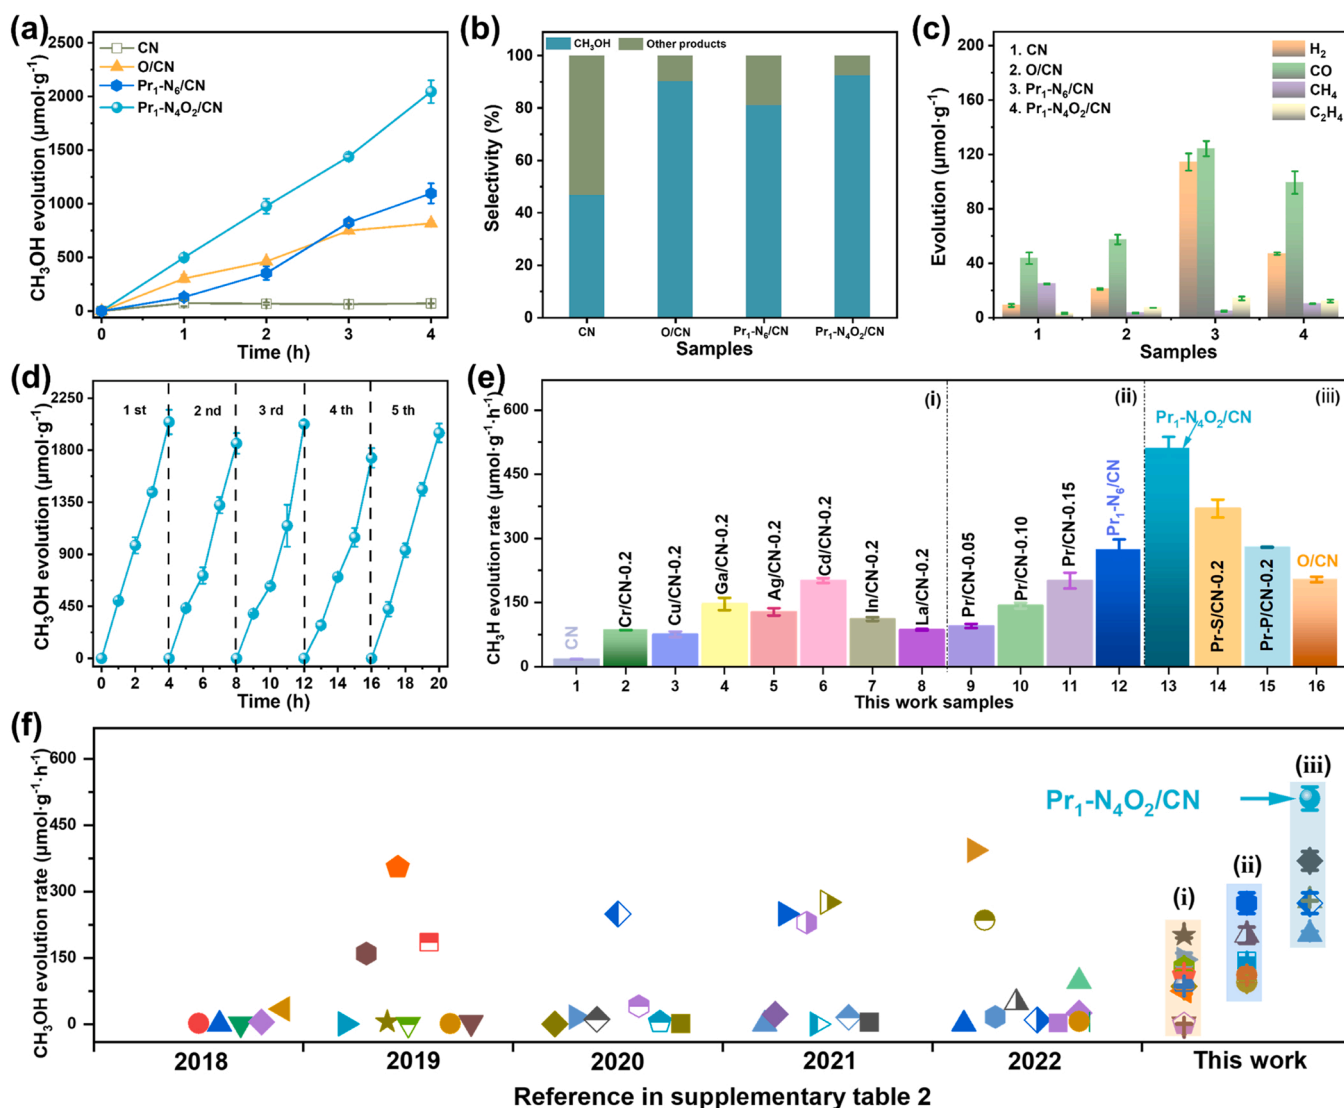 (a)
2500
2000
1500
1000
500
0
CH₃OH evolution (μmol·g⁻¹)
CN
O/CN
Pr₁-N₆/CN
Pr₁-N₄O₂/CN
0 1 2 3 4
Time (h)
(b)
CH₃OH Other products
100
80
60
40
20
0
Selectivity (%)
CN O/CN Pr₁-N₆/CN Pr₁-N₄O₂/CN
Samples
(c)
200
160
120
80
40
0
Evolution (μmol·g⁻¹)
1. CN
2. O/CN
3. Pr₁-N₆/CN
4. Pr₁-N₄O₂/CN
H₂
CO
CH₄
C₂H₄
1 2 3 4
Samples
(d)
2250
1800
1350
900
450
0
CH₃OH evolution (μmol·g⁻¹)
1 st 2 nd 3 rd 4 th 5 th
0 2 4 6 8 10 12 14 16 18 20
Time (h)
(e)
600
450
300
150
0
CH₃H evolution rate (μmol·g⁻¹·h⁻¹)
(i) (ii) (iii)
CN
Cr/CN-0.2
Cu/CN-0.2
Ga/CN-0.2
Ag/CN-0.2
Cd/CN-0.2
In/CN-0.2
La/CN-0.2
Pr/CN-0.05
Pr/CN-0.10
Pr/CN-0.15
Pr₁-N₆/CN
Pr₁-N₄O₂/CN
Pr-S/CN-0.2
Pr-P/CN-0.2
O/CN
1 2 3 4 5 6 7 8 9 10 11 12 13 14 15 16
This work samples
(f)
600
450
300
150
0
CH₃OH evolution rate (μmol·g⁻¹·h⁻¹)
Pr₁-N₄O₂/CN
(i)
(ii)
(iii)
2018 2019 2020 2021 2022 This work
Reference in supplementary table 2